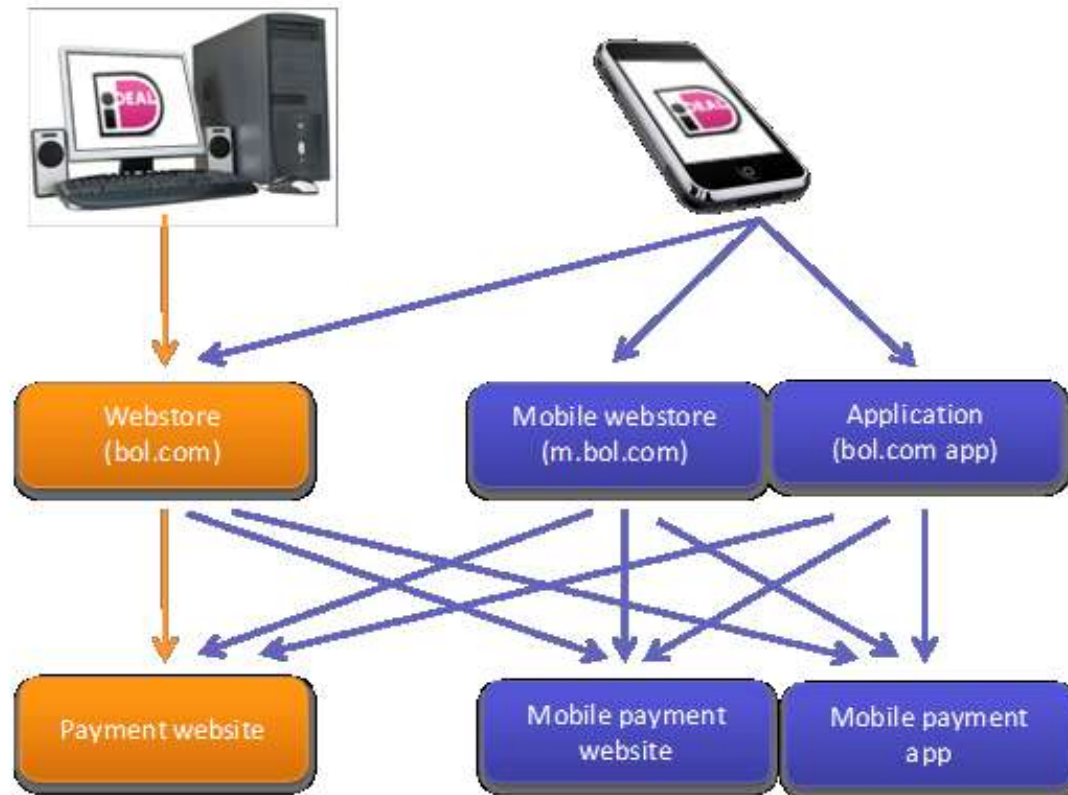 iDEAL
iDEAL
Webstore
(bol.com)
Mobile webstore
(m.bol.com)
Application
(bol.com app)
Payment website
Mobile payment
website
Mobile payment
app